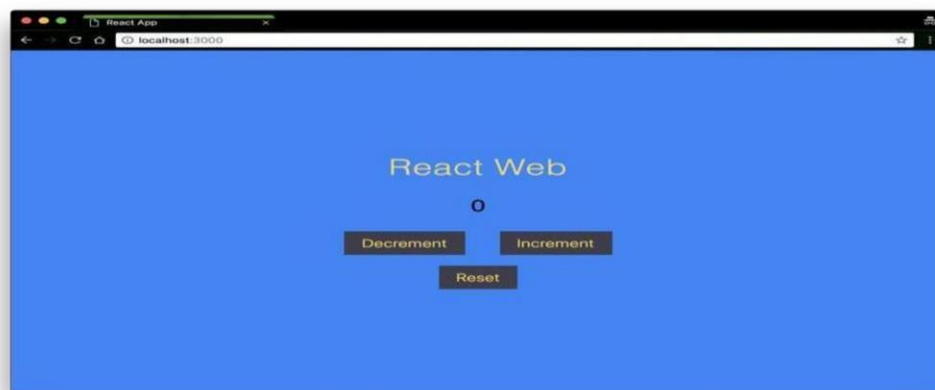 React App
localhost:3000
React Web
0
Decrement Increment
Reset